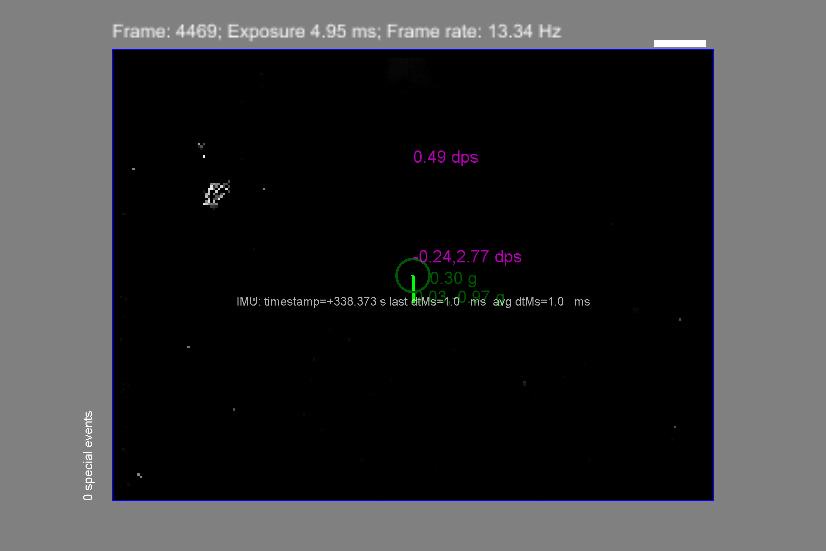 Frame: 4469; Exposure 4.95 ms; Frame rate: 13.34 Hz
0.49 dps
-0.24,2.77 dps
0.30 g
0.97 g
IMU: timestamp=+338.373 s last dtMs=1.0 ms avg dtMs=1.0 ms
0 special events